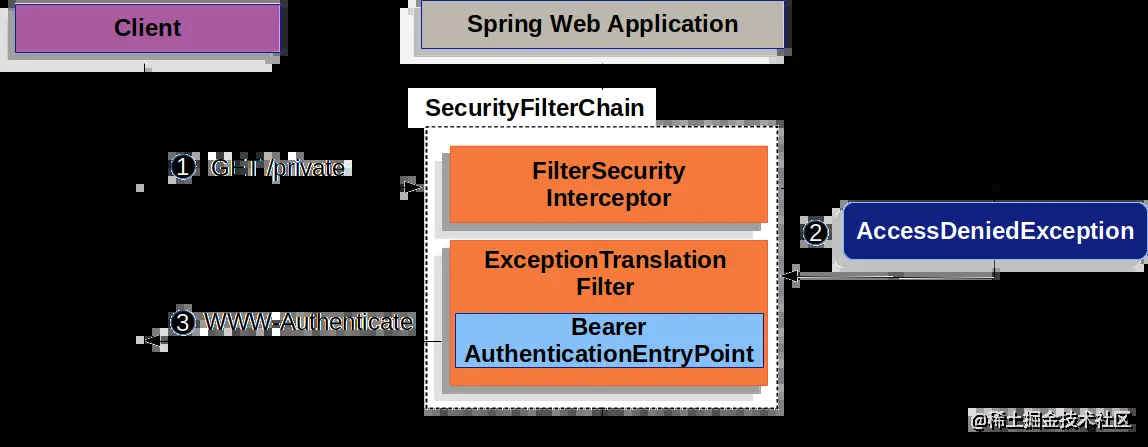 Client
Spring Web Application
SecurityFilterChain
1 GET /private
FilterSecurity
Interceptor
2 AccessDeniedException
ExceptionTranslation
Filter
3 WWW-Authenticate
Bearer
AuthenticationEntryPoint
@稀土掘金技术社区